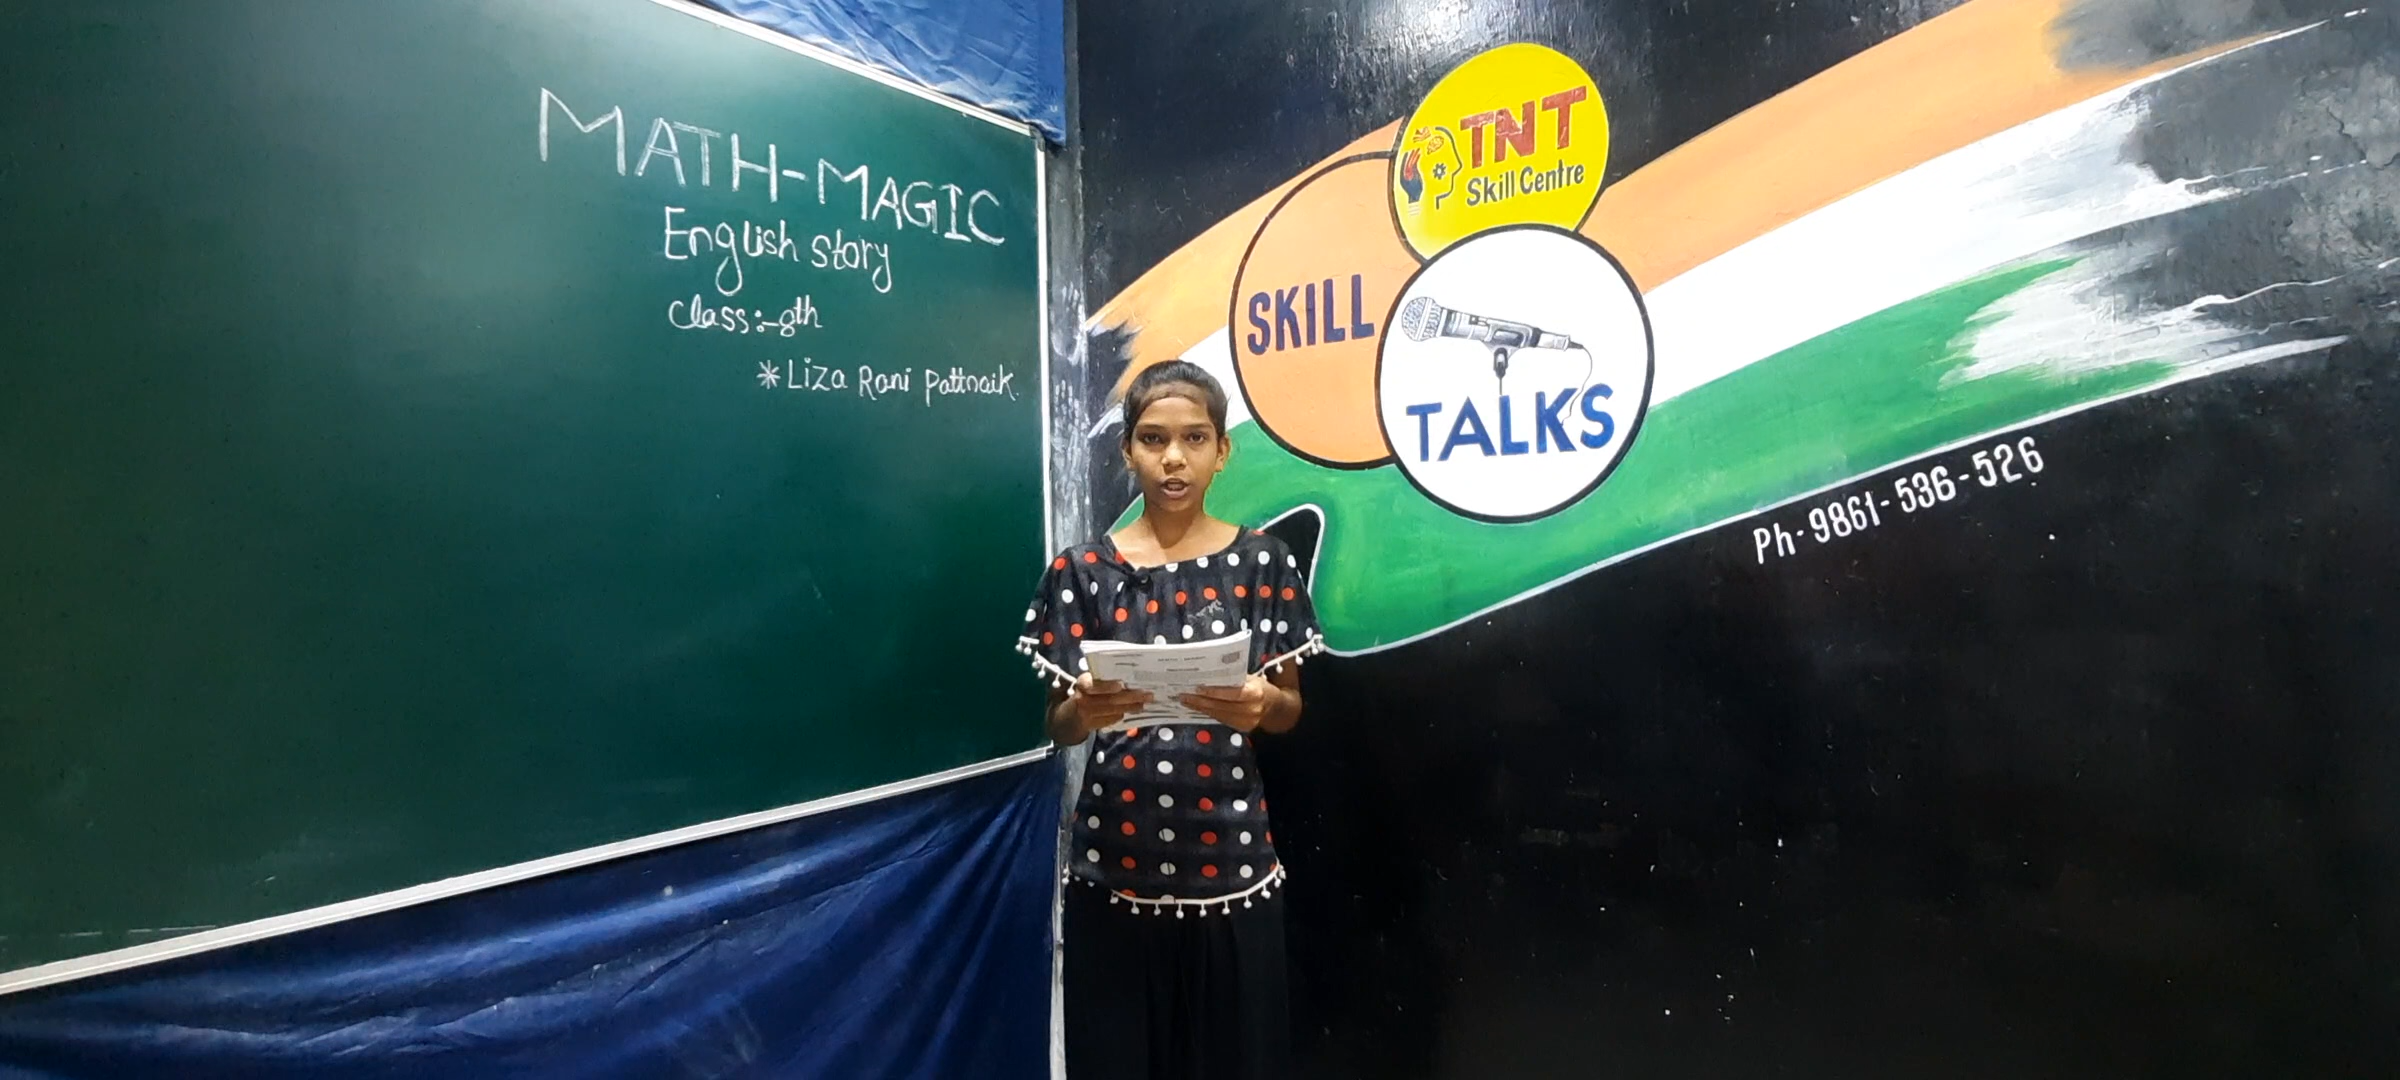 MATH-MAGIC
English story
Class:-8th
* Liza Rani Pattnaik.
TNT
Skill Centre
SKILL
TALKS
Ph-9861-536-526